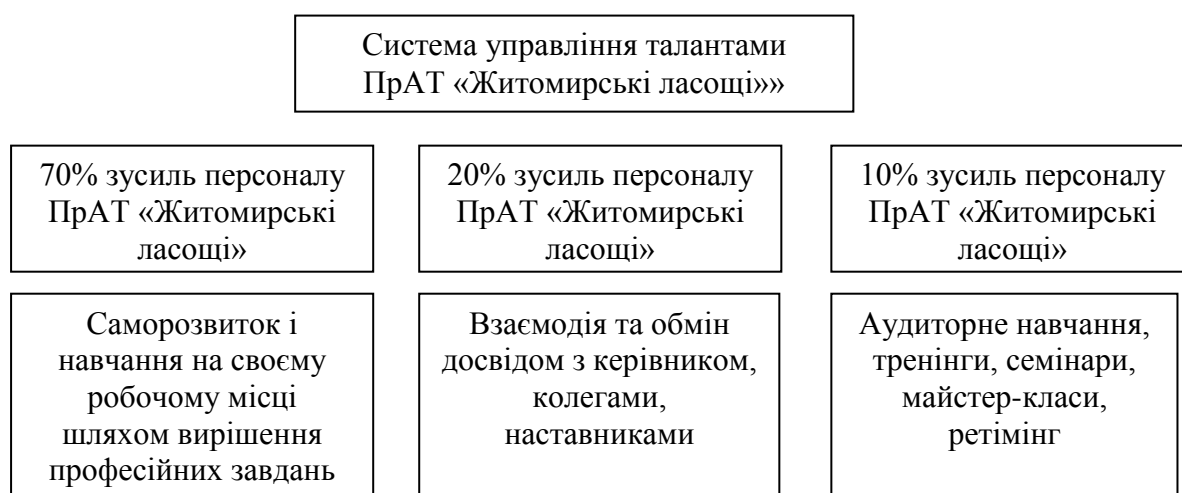 Система управління талантами
ПрАТ «Житомирські ласощі»»
70% зусиль персоналу
ПрАТ «Житомирські
ласощі»
20% зусиль персоналу
ПрАТ «Житомирські
ласощі»
10% зусиль персоналу
ПрАТ «Житомирські
ласощі»
Саморозвиток і
навчання на своєму
робочому місці
шляхом вирішення
професійних завдань
Взаємодія та обмін
досвідом з керівником,
колегами,
наставниками
Аудиторне навчання,
тренінги, семінари,
майстер-класи,
ретімінг